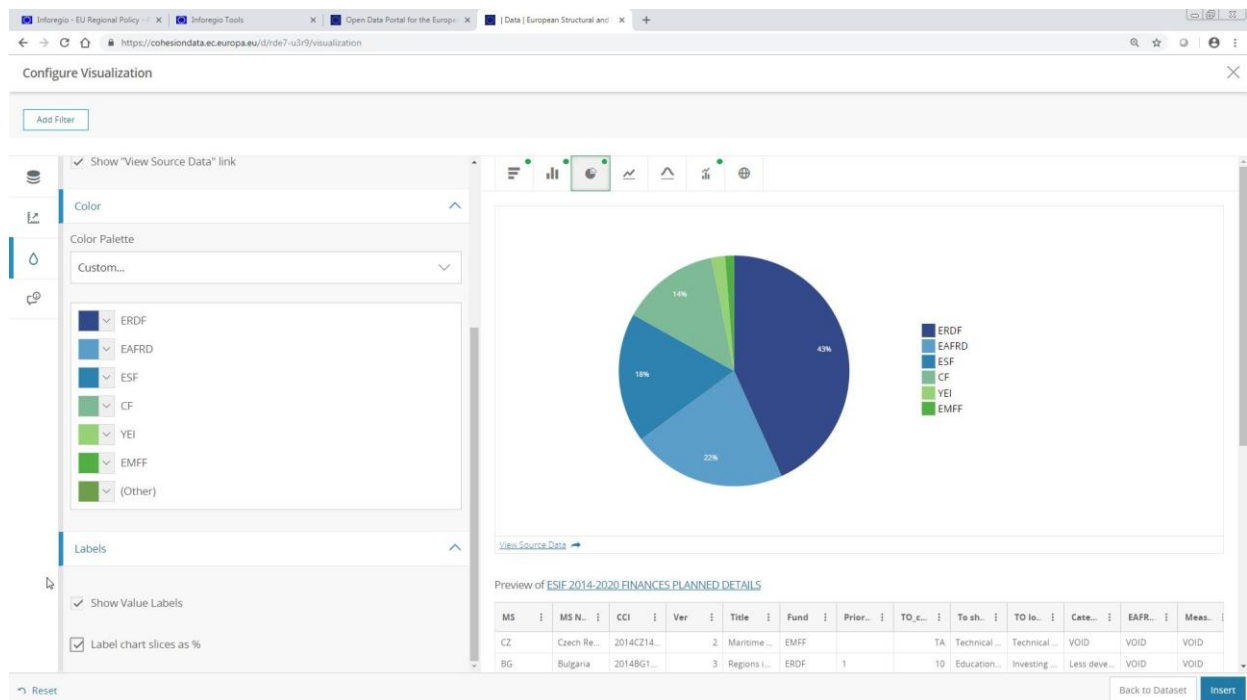 Inforegio - EU Regional Policy -
Inforegio Tools
Open Data Portal for the Europe
| Data | European Structural and
https://cohesiondata.ec.europa.eu/d/rde7-u3r9/visualization
Configure Visualization
Add Filter
Show "View Source Data" link
Color
Color Palette
Custom...
ERDF
EAFRD
ESF
CF
YEI
EMFF
(Other)
Labels
Show Value Labels
Label chart slices as %
14%
43%
18%
22%
ERDF
EAFRD
ESF
CF
YEI
EMFF
View Source Data
Preview of ESIF 2014-2020 FINANCES PLANNED DETAILS
MS MS N... CCI Ver Title Fund Prior... TO_c... To sh... TO lo... Cate... EAFR... Meas...
CZ Czech Re... 2014CZ14... 2 Maritime ... EMFF TA Technical ... Technical ... VOID VOID VOID
BG Bulgaria 2014BG1... 3 Regions i... ERDF 1 10 Education... Investing ... Less deve... VOID VOID
Reset
Back to Dataset
Insert